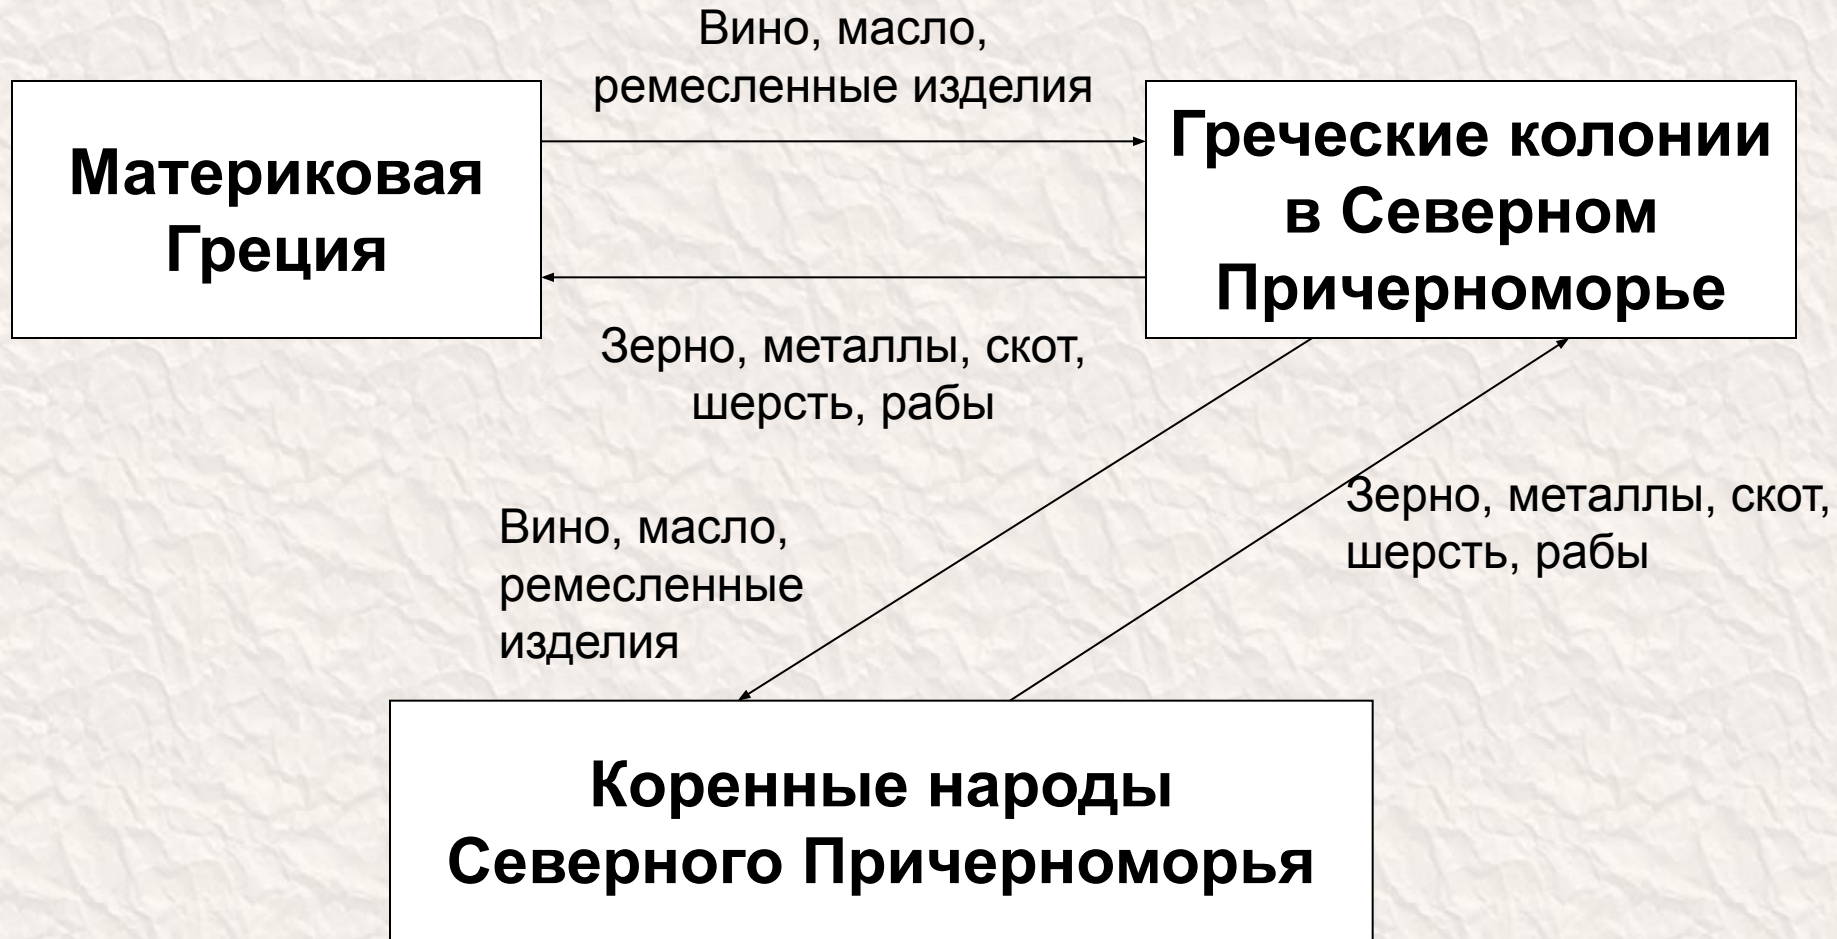 Вино, масло,
ремесленные изделия
Материковая
Греция
Греческие колонии
в Северном
Причерноморье
Зерно, металлы, скот,
шерсть, рабы
Вино, масло,
ремесленные
изделия
Зерно, металлы, скот,
шерсть, рабы
Коренные народы
Северного Причерноморья